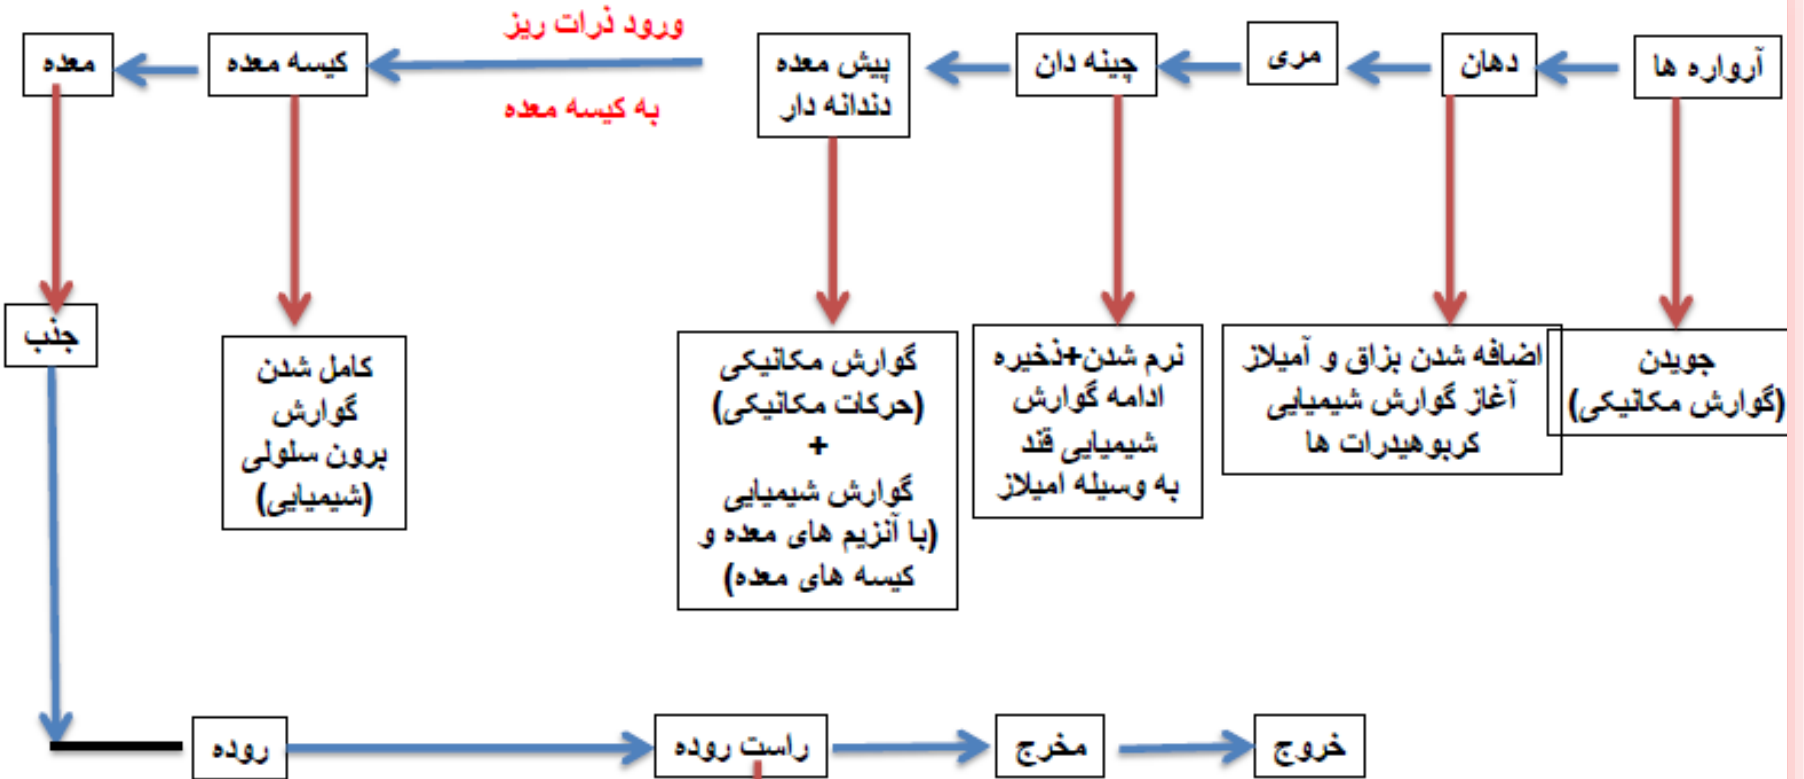 آرواره ها
دهان
مری
چینه دان
پیش معده
دندانه دار
ورود ذرات ریز
به کیسه معده
کیسه معده
معده
جویدن
(گوارش مکانیکی)
اضافه شدن بزاق و آمیلاز
آغاز گوارش شیمیایی
کربوهیدرات ها
نرم شدن+ذخیره
ادامه گوارش
شیمیایی قند
به وسیله امیلاز
گوارش مکانیکی
(حرکات مکانیکی)
+
گوارش شیمیایی
(با آنزیم های معده و
کیسه های معده)
کامل شدن
گوارش
برون سلولی
(شیمیایی)
جذب
روده
راست روده
مخرج
خروج